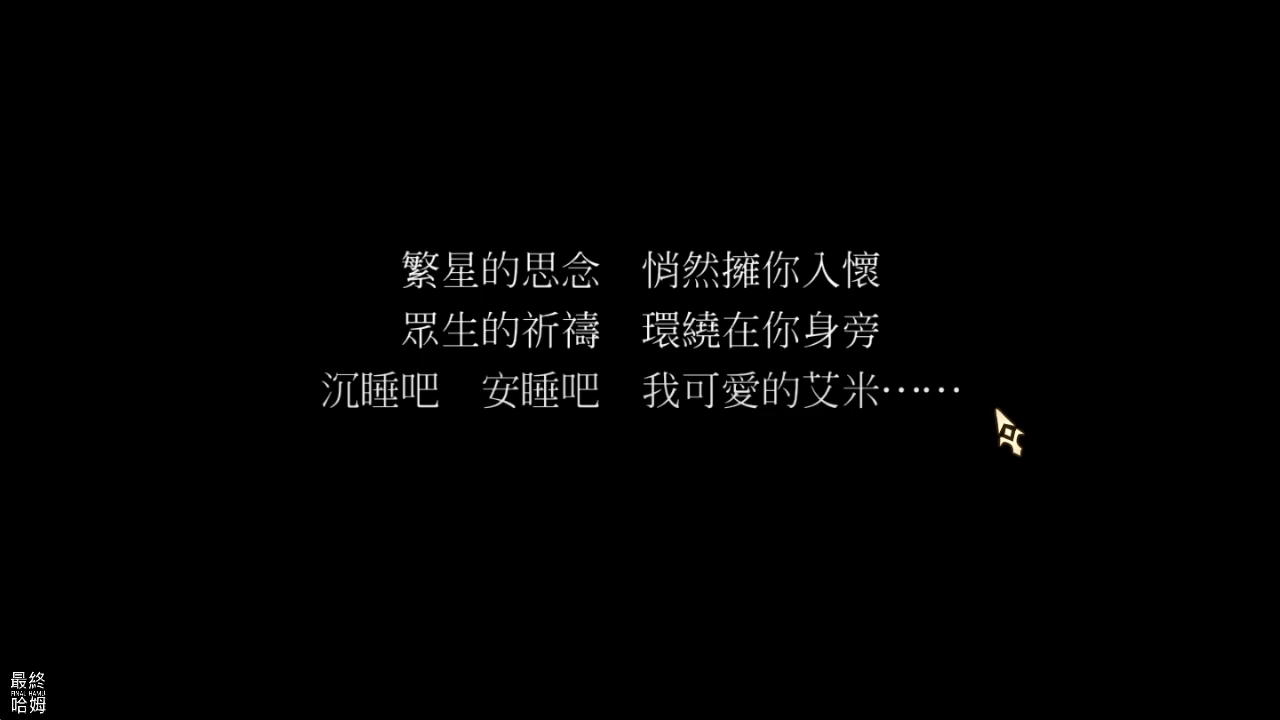 繁星的思念　悄然擁你入懷
眾生的祈禱　環繞在你身旁
沉睡吧　安睡吧　我可愛的艾米……
最終
FINAL HAMU
哈姆